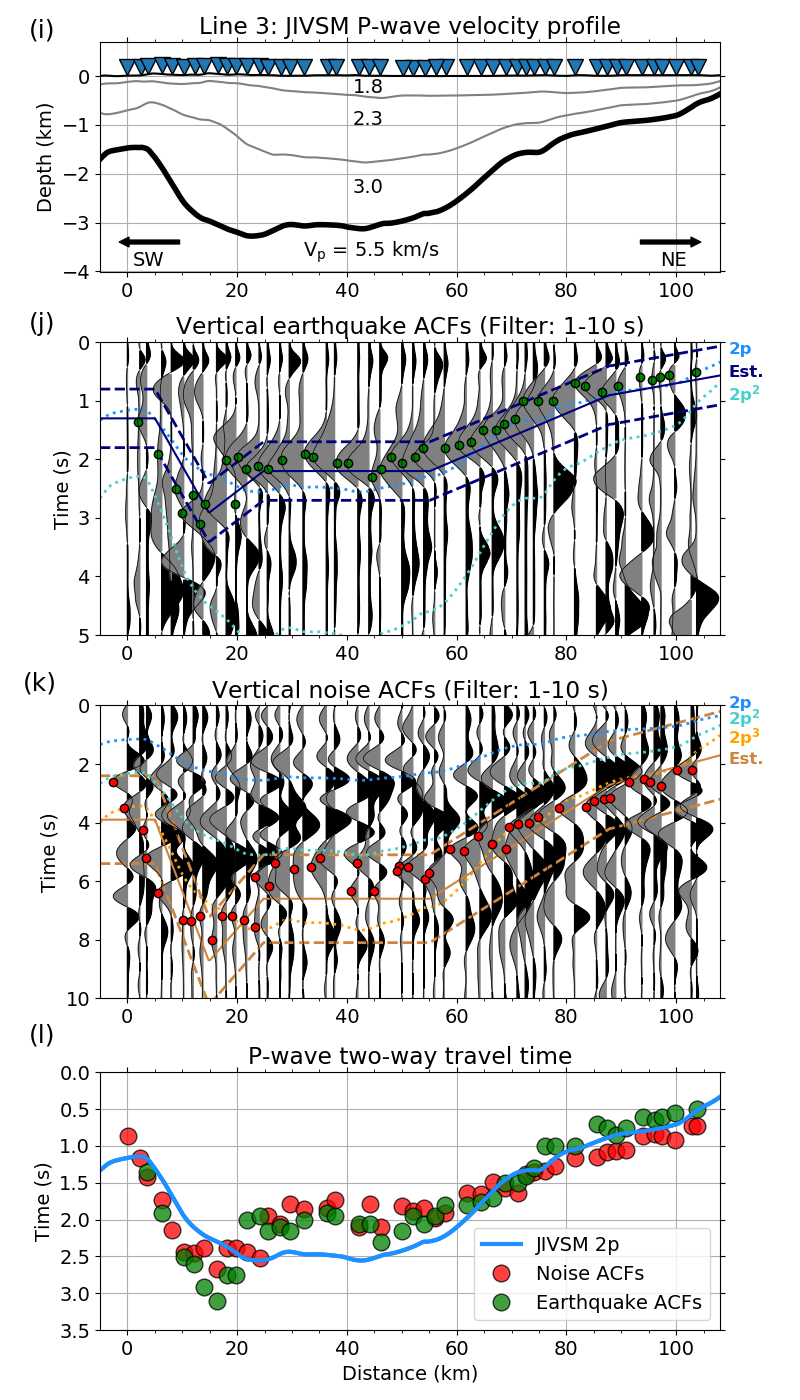 (i)
Line 3: JIVSM P-wave velocity profile
Depth (km)
0
−1
−2
−3
−4
1.8
2.3
3.0
Vp = 5.5 km/s
SW
NE
0 20 40 60 80 100
(j)
Vertical earthquake ACFs (Filter: 1-10 s)
Time (s)
0
1
2
3
4
5
2p
Est.
2p²
0 20 40 60 80 100
(k)
Vertical noise ACFs (Filter: 1-10 s)
Time (s)
0
2
4
6
8
10
2p
2p²
2p³
Est.
0 20 40 60 80 100
(l)
P-wave two-way travel time
Time (s)
0.0
0.5
1.0
1.5
2.0
2.5
3.0
3.5
JIVSM 2p
Noise ACFs
Earthquake ACFs
0 20 40 60 80 100
Distance (km)